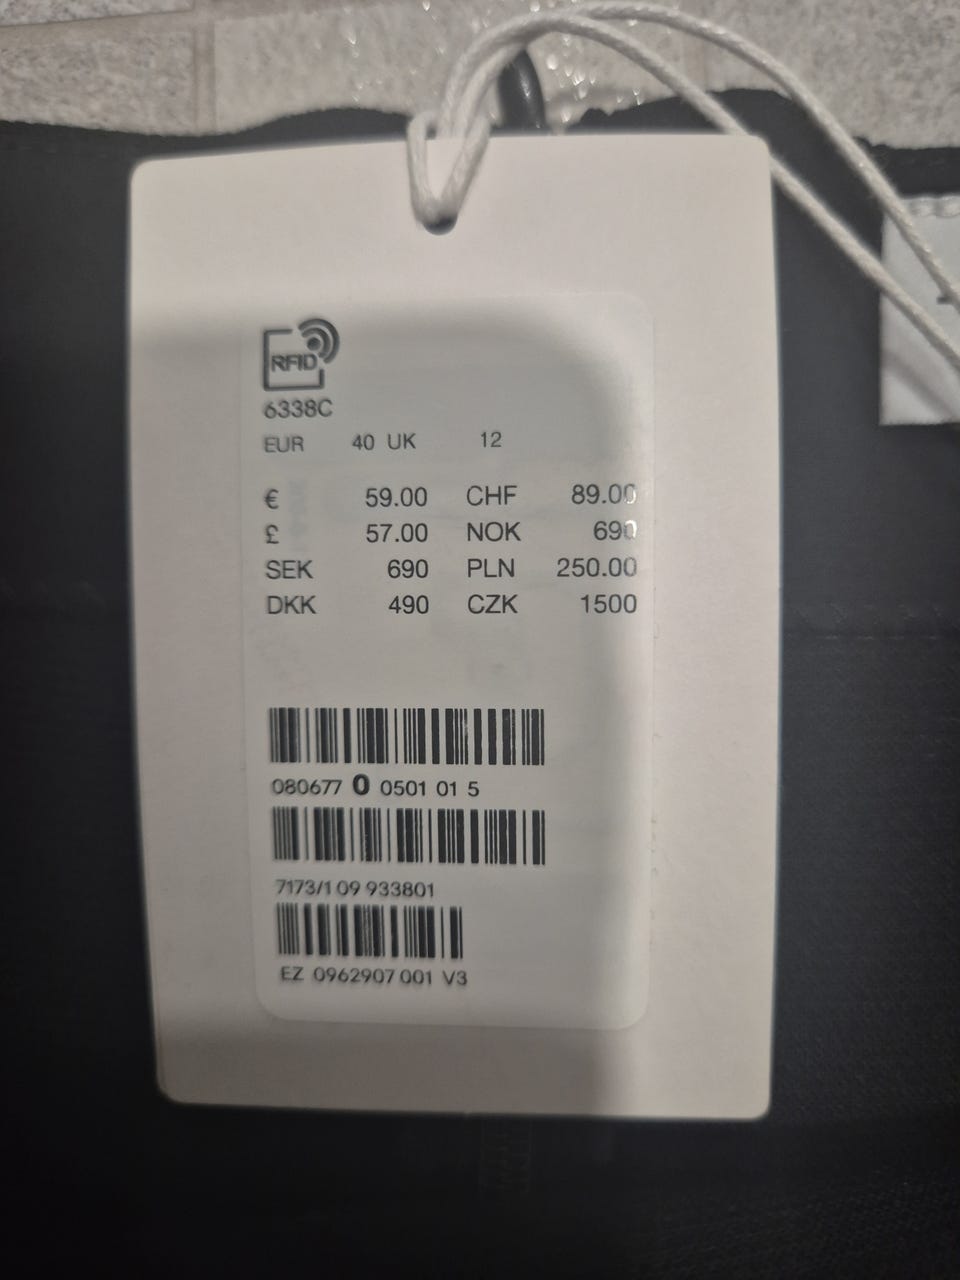 RFID
6338C
EUR 40 UK 12
€ 59.00 CHF 89.00
£ 57.00 NOK 690
SEK 690 PLN 250.00
DKK 490 CZK 1500
080677 0 0501 01 5
7173/1 09 933801
EZ 0962907 001 V3